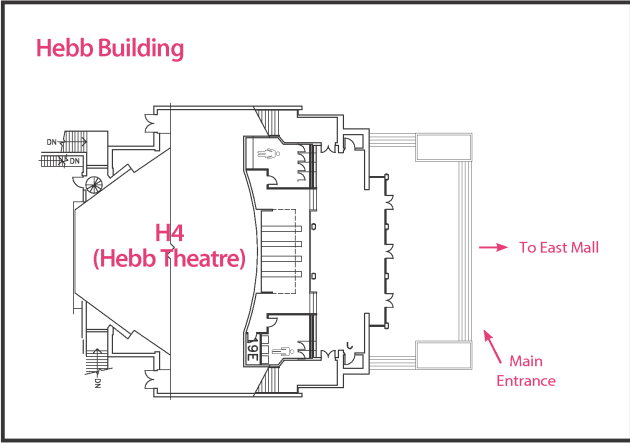 Hebb Building
DN
DN
H4
(Hebb Theatre)
To East Mall
19E
Main
Entrance
DN